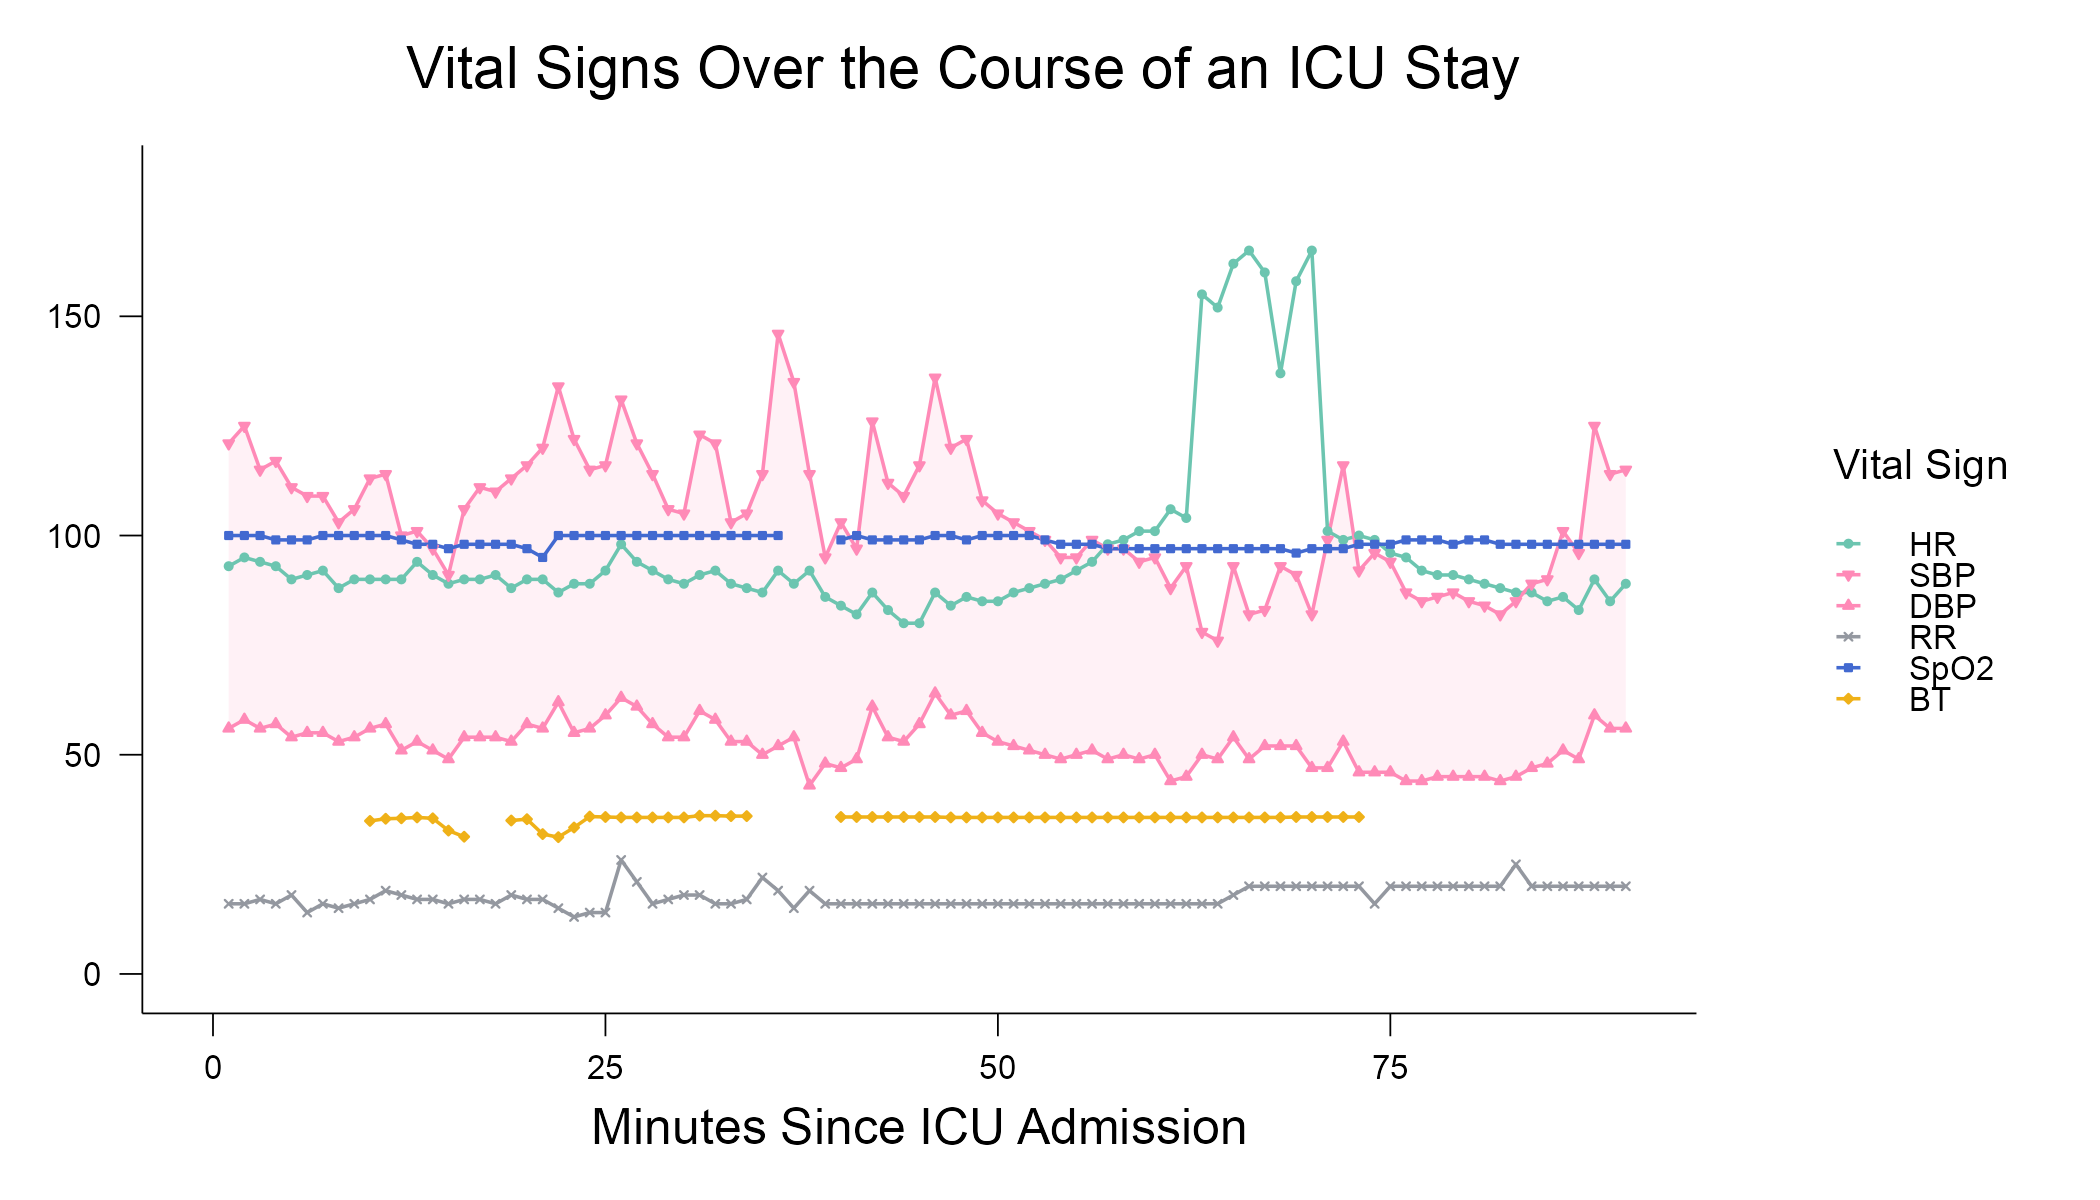 Vital Signs Over the Course of an ICU Stay
150
100
50
0
0 25 50 75
Minutes Since ICU Admission
Vital Sign
HR
SBP
DBP
RR
SpO2
BT